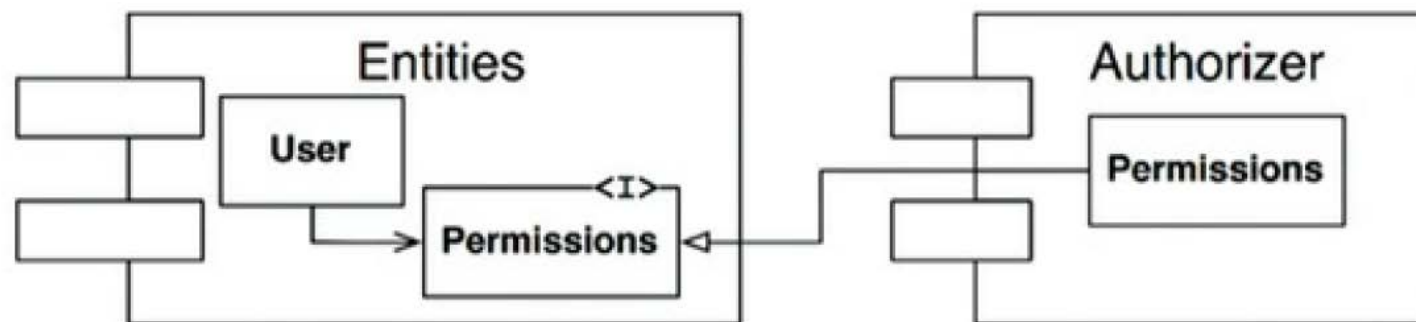 Entities
Authorizer
User
<I>
Permissions
Permissions